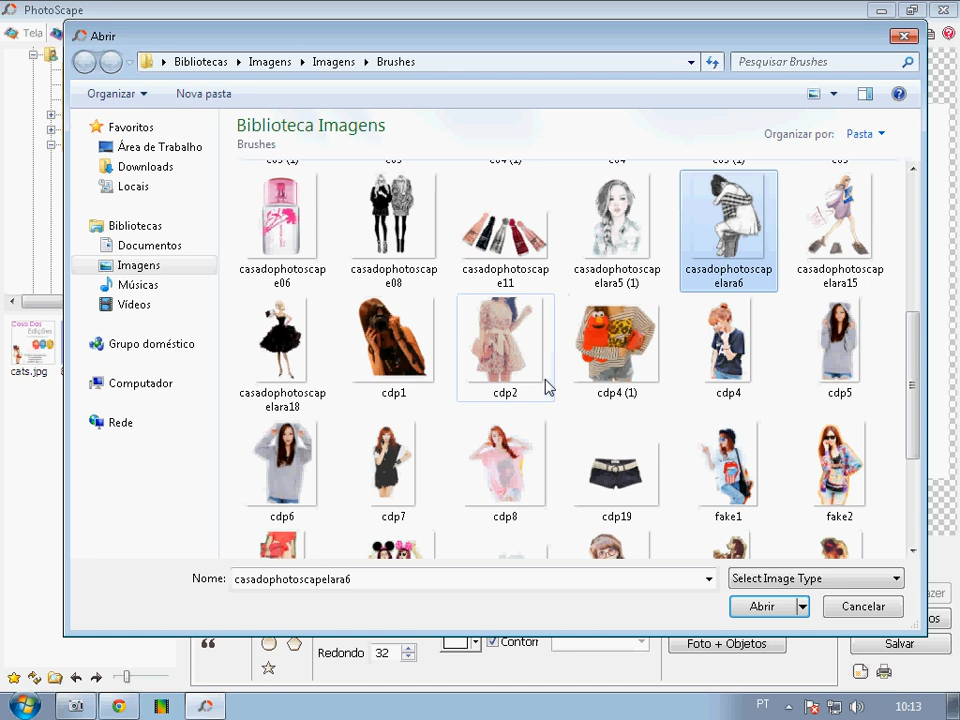 PhotoScape
Tela
Abrir
Bibliotecas
Imagens
Imagens
Brushes
Pesquisar Brushes
Organizar
Nova pasta
Favoritos
Área de Trabalho
Downloads
Locais
Bibliotecas
Documentos
Imagens
Músicas
Vídeos
Grupo doméstico
Computador
Rede
Biblioteca Imagens
Brushes
Organizar por:
Pasta
casadophotoscap
e06
casadophotoscap
e08
casadophotoscap
e11
casadophotoscap
elara5 (1)
casadophotoscap
elara6
casadophotoscap
elara15
casadophotoscap
elara18
cdp1
cdp2
cdp4 (1)
cdp4
cdp5
cdp6
cdp7
cdp8
cdp19
fake1
fake2
cats.jpg
Nome:
casadophotoscapelara6
Select Image Type
Abrir
Cancelar
azer
os
Redondo
32
Contorr
Foto + Objetos
Salvar
PT
10:13